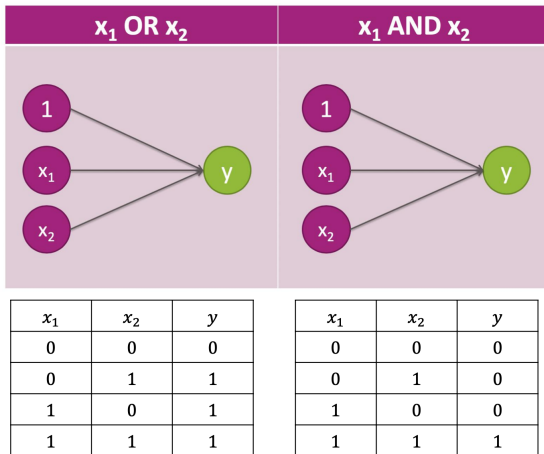 x₁ OR x₂ x₁ AND x₂
1 1
x₁ y x₁ y
x₂ x₂
x₁ x₂ y x₁ x₂ y
0 0 0 0 0 0
0 1 1 0 1 0
1 0 1 1 0 0
1 1 1 1 1 1